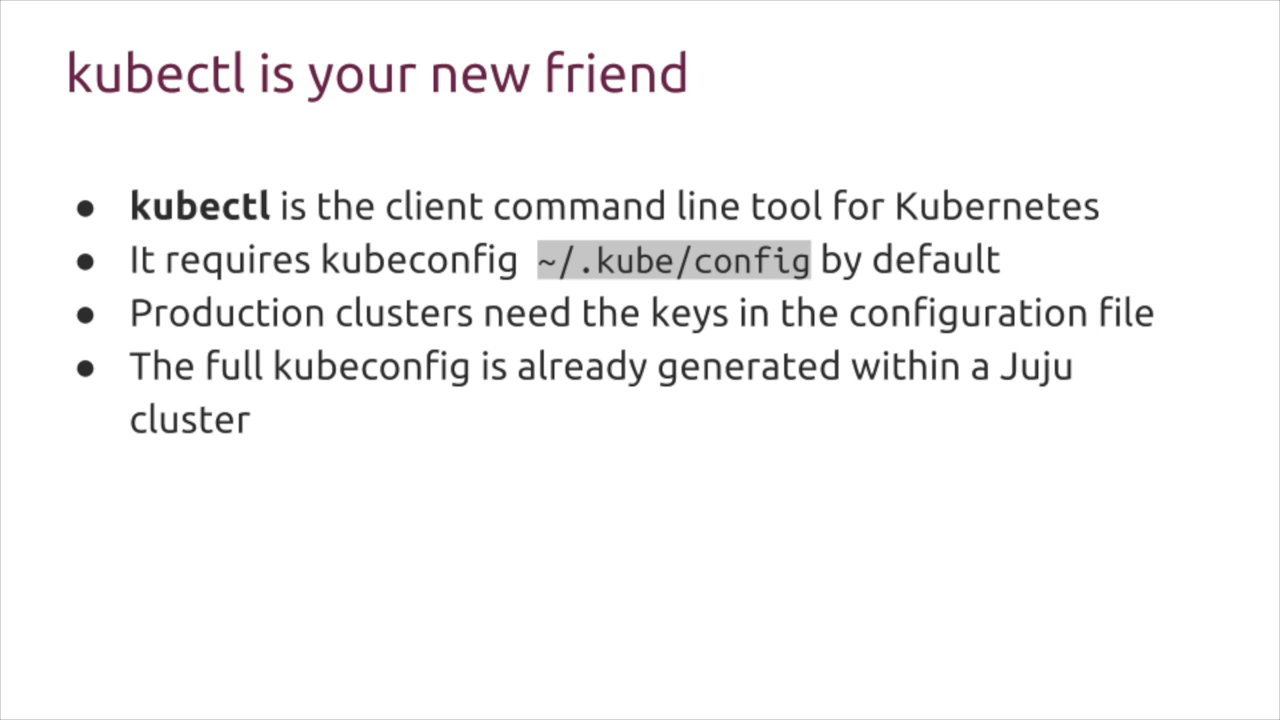 kubectl is your new friend
● kubectl is the client command line tool for Kubernetes
● It requires kubeconfig ~/.kube/config by default
● Production clusters need the keys in the configuration file
● The full kubeconfig is already generated within a Juju
cluster